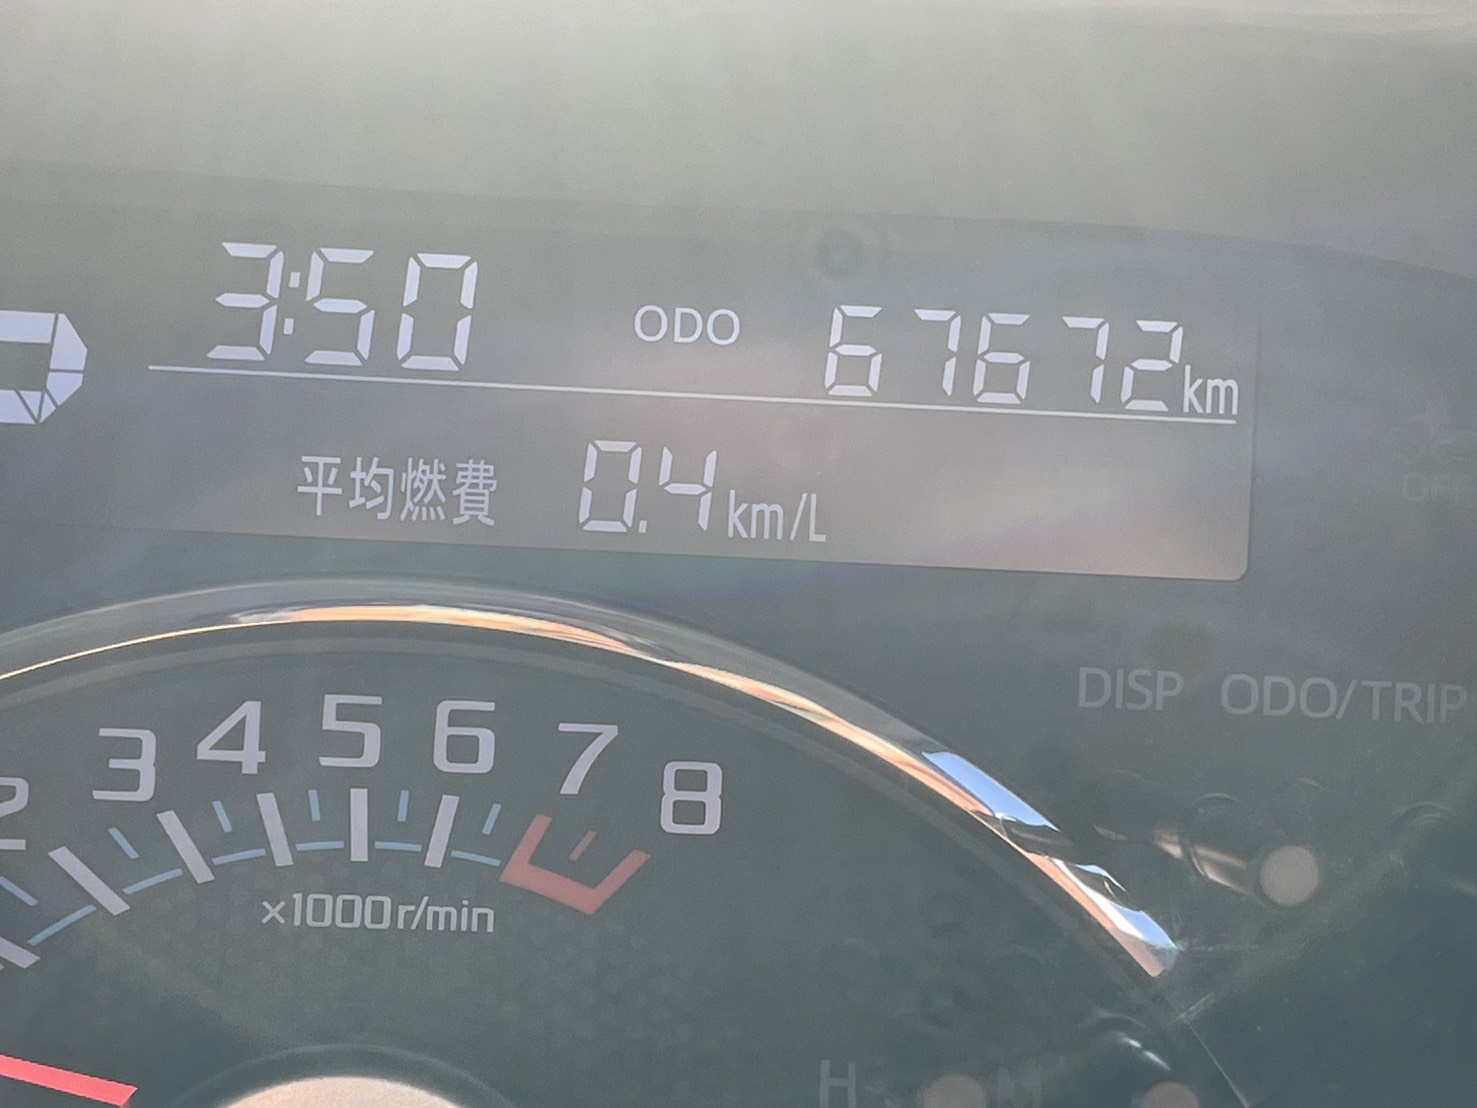 3:50 ODO 67672km
平均燃費 0.4km/L
DISP ODO/TRIP
OFF
2 3 4 5 6 7 8
×1000r/min
H